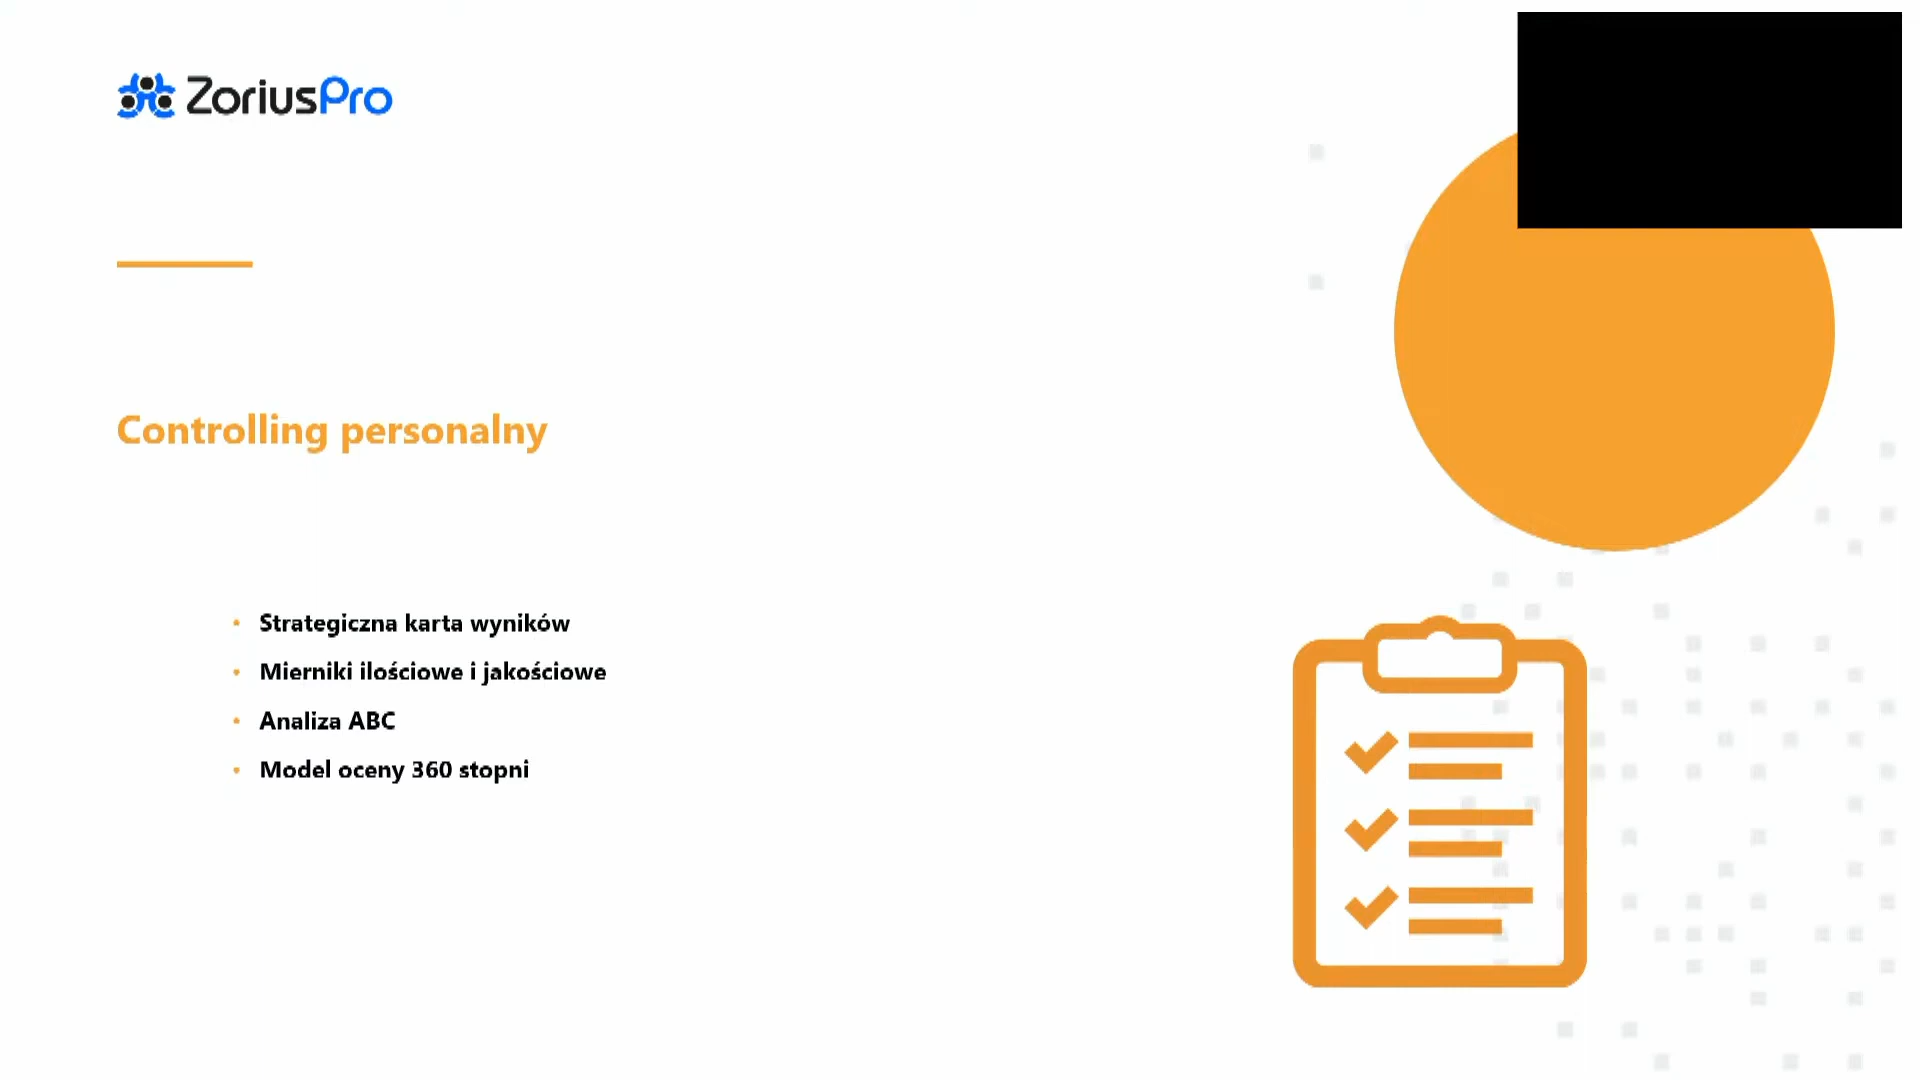 ZoriusPro
Controlling personalny
• Strategiczna karta wyników
• Mierniki ilościowe i jakościowe
• Analiza ABC
• Model oceny 360 stopni